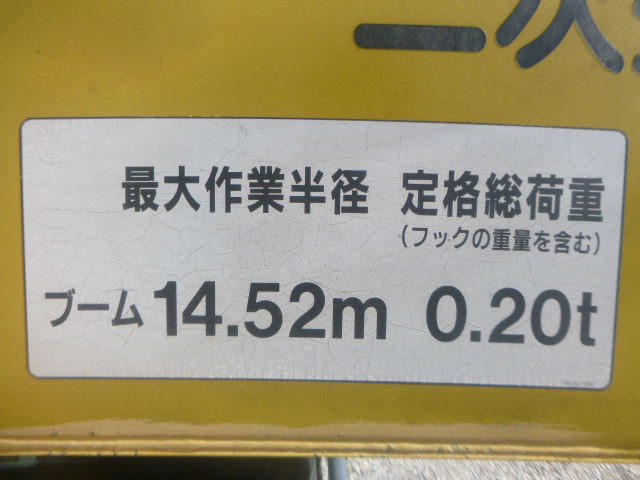 最大作業半径 定格総荷重
(フックの重量を含む)
ブーム 14.52m 0.20t